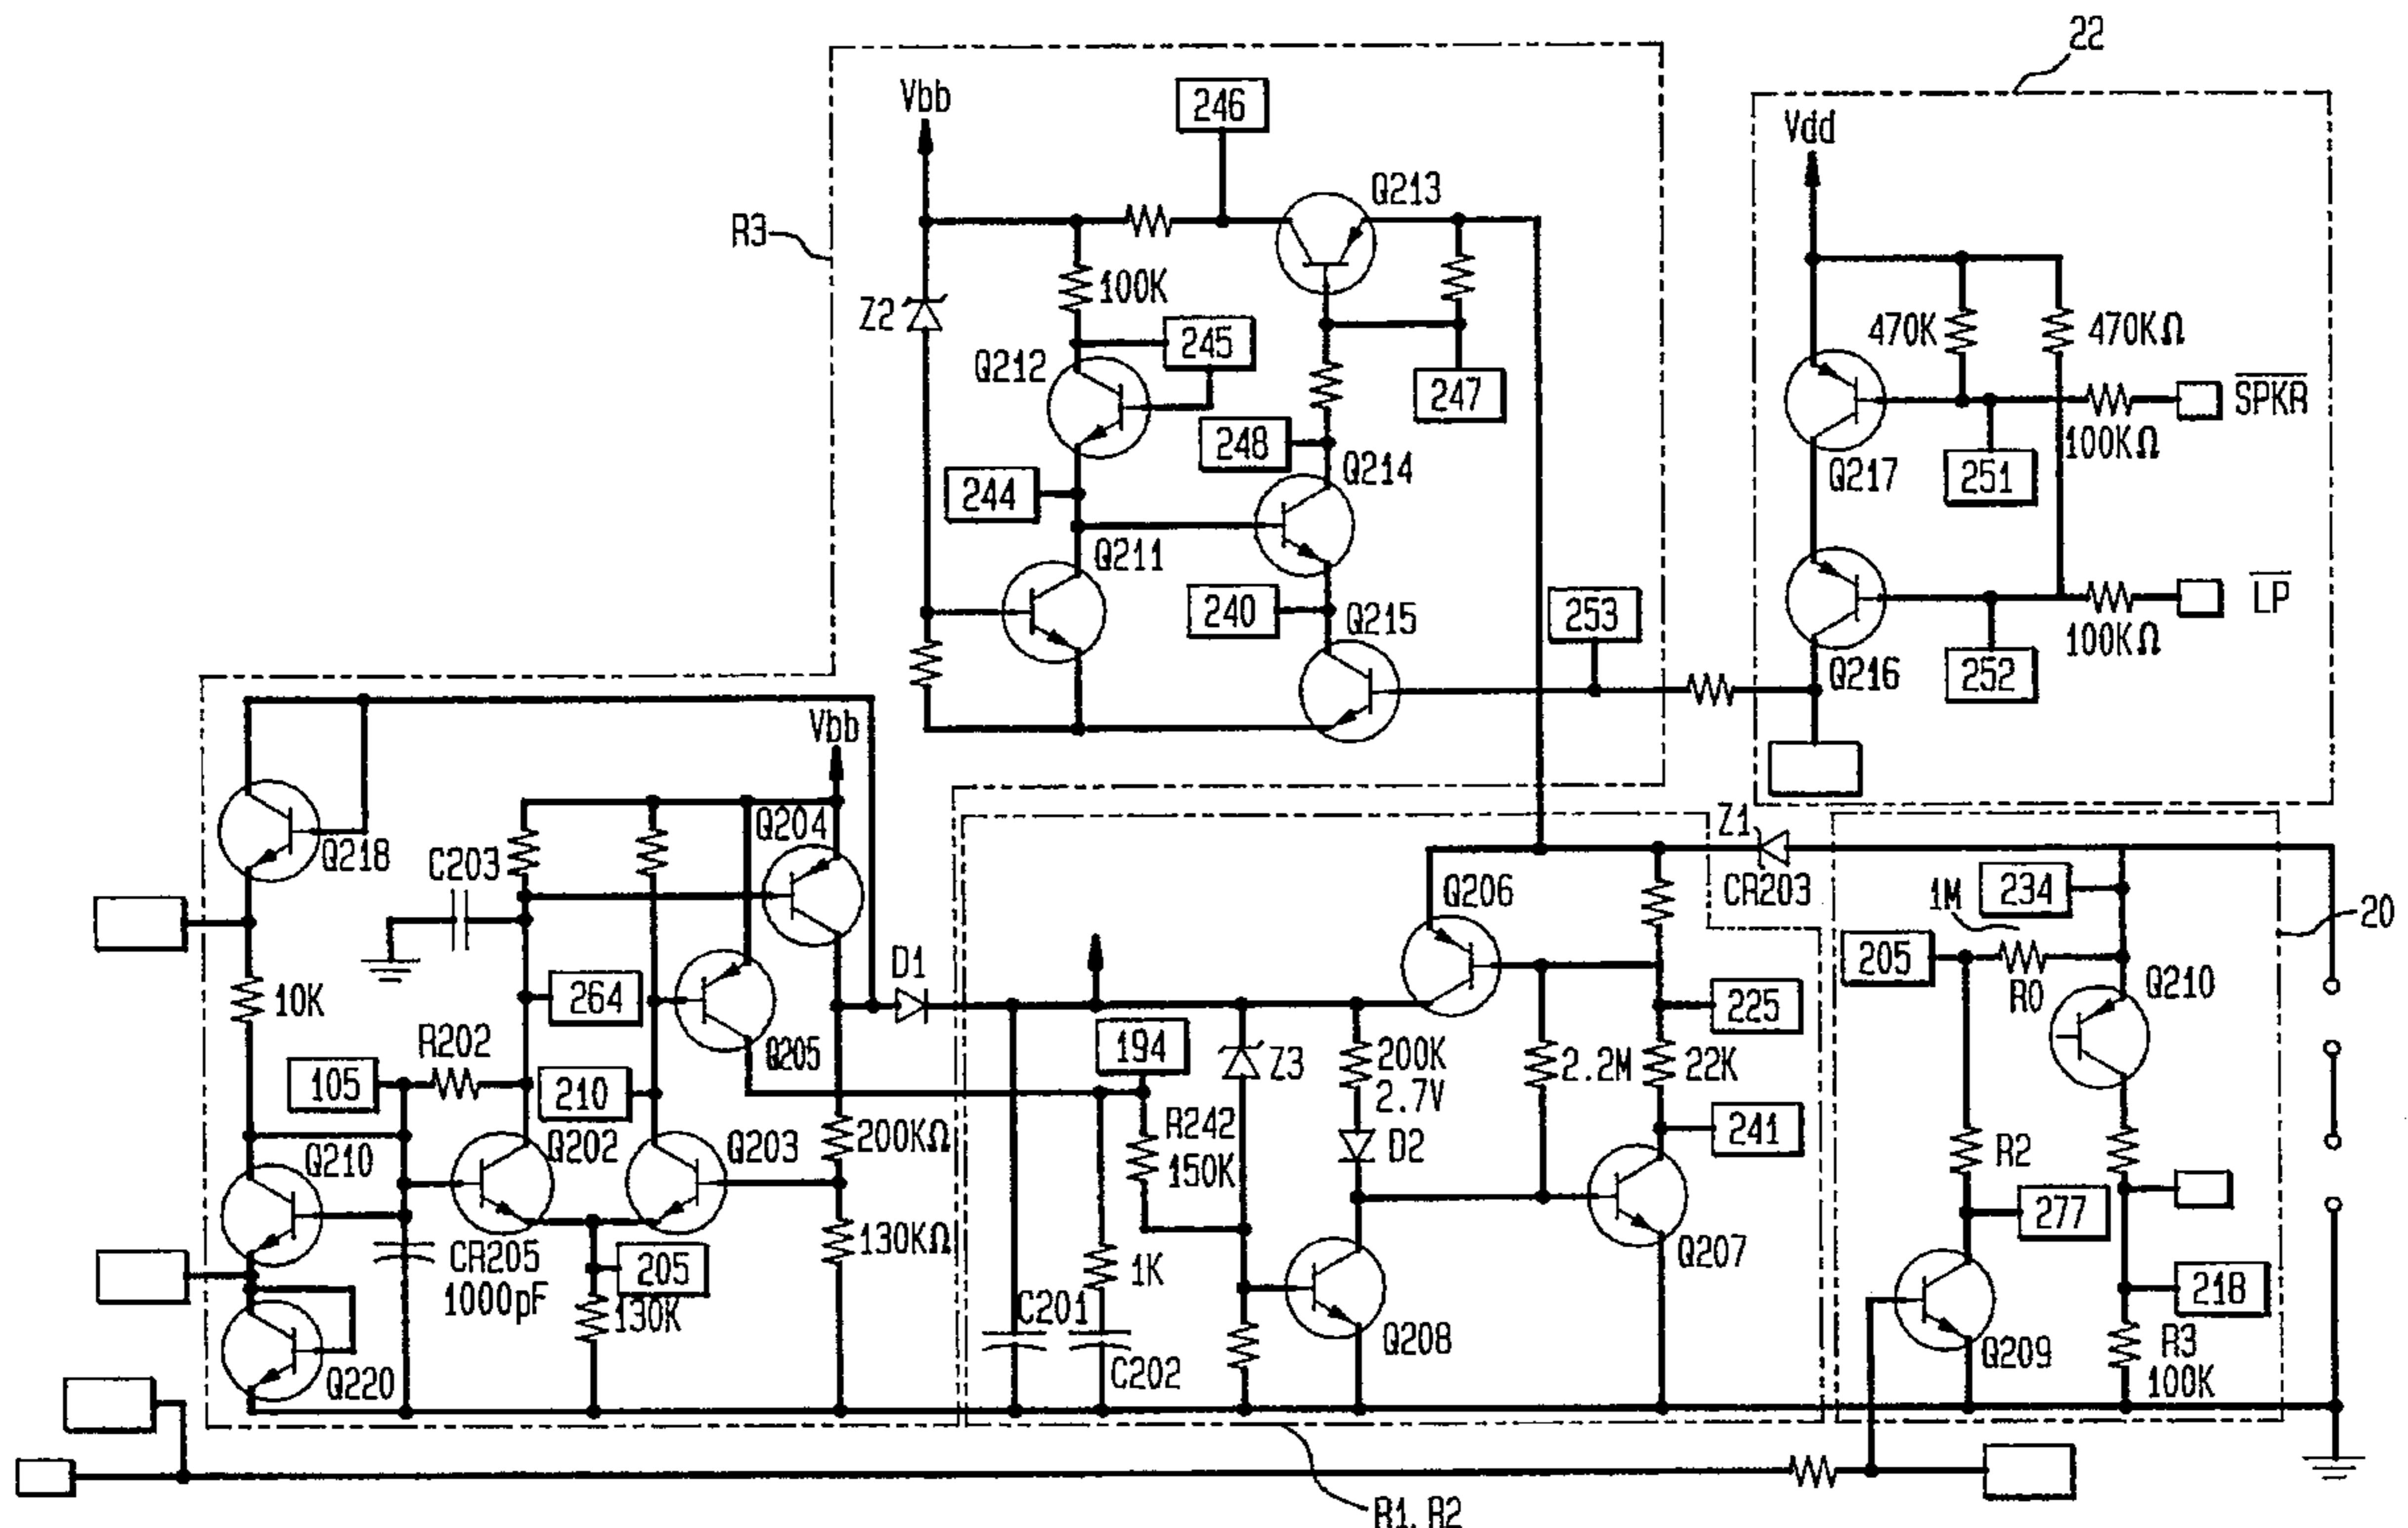 22
Vbb
246
Vdd
Q213
R3
100K
Z2
245
470K
470KΩ
Q212
247
SPKR
248
100KΩ
Q214
Q217
251
244
Q211
240
Q215
253
LP
100KΩ
Q216
252
Vbb
Q204
Z1
Q218
C203
Q206
CR203
234
1M
20
D1
205
264
R0
Q210
10K
225
R202
Q205
194
Z3
200K
2.7V
2.2M
22K
105
210
R242
150K
241
Q210
Q202
Q203
200KΩ
D2
R2
277
CR205
1000pF
205
130K
130KΩ
1K
Q207
C201
218
Q208
Q209
R3
100K
Q220
C202
R1, R2